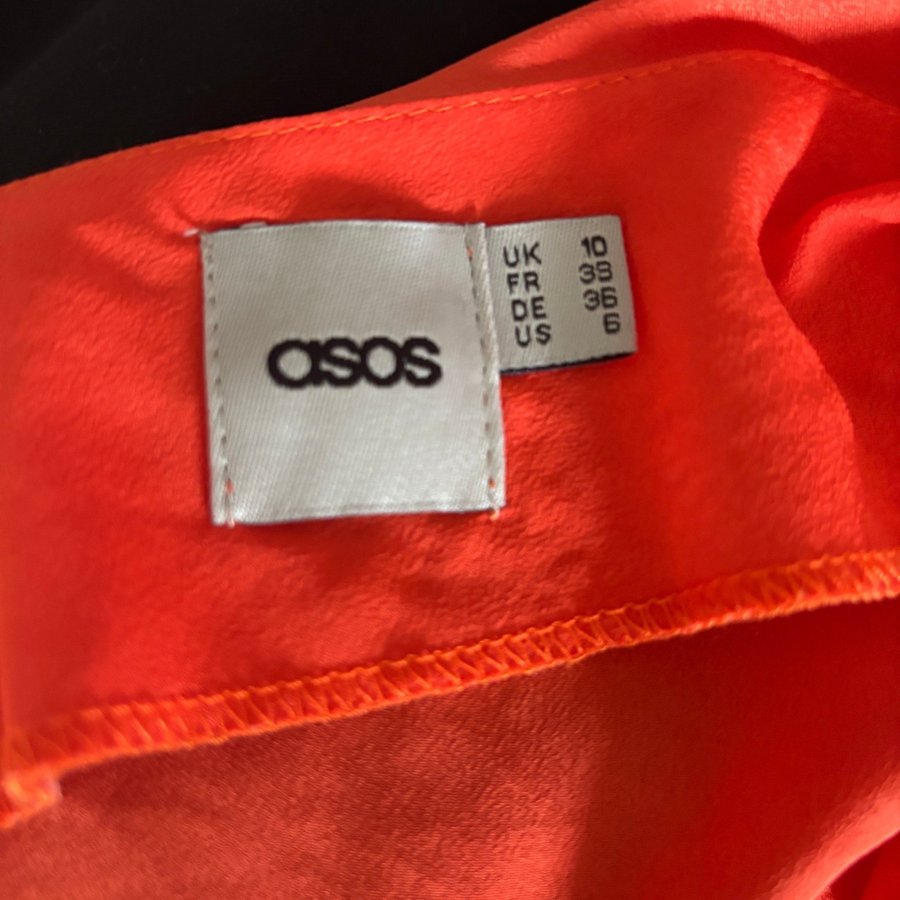 asos
UK 10
FR 38
DE 36
US 6